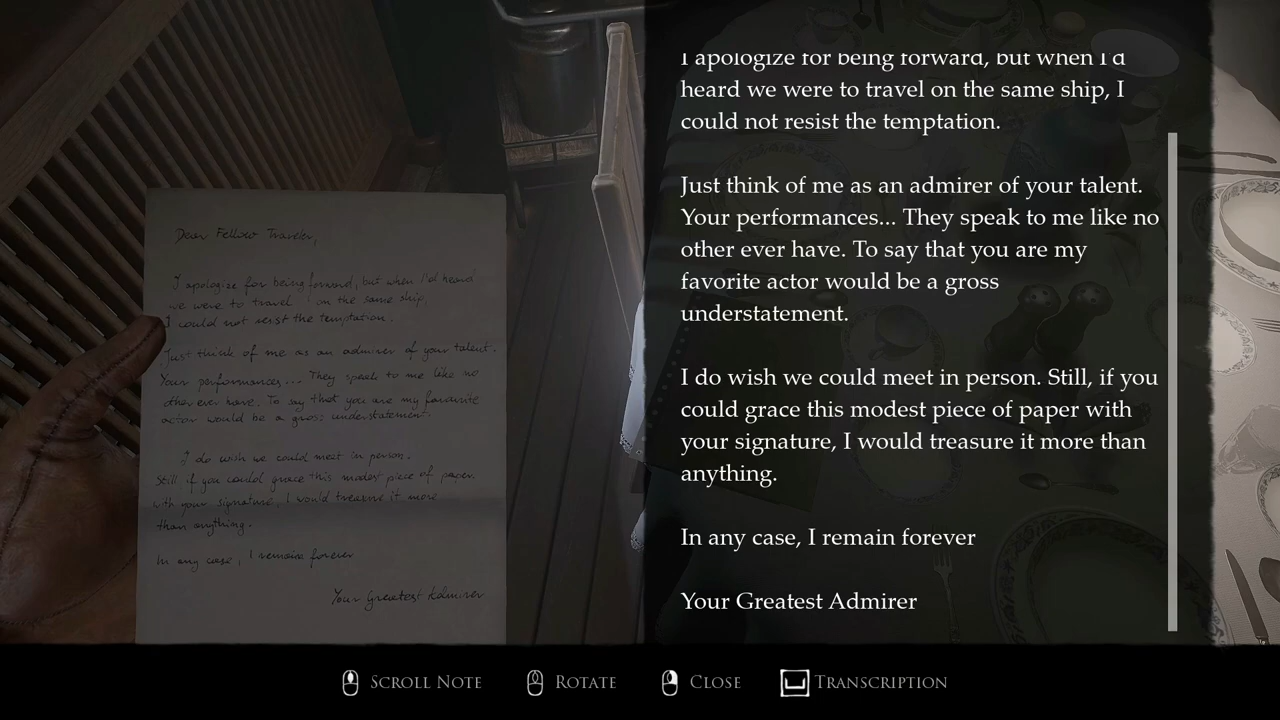 Dear Fellow Traveler,
I apologise for being forward, but when I'd heard
we were to travel on the same ship,
I could not resist the temptation.
Just think of me as an admirer of your talent.
Your performances... They speak to me like no
other ever have. To say that you are my favourite
actor would be a gross understatement.
I do wish we could meet in person.
Still if you could grace this modest piece of paper
with your signature, I would treasure it more
than anything.
In any case, I remain forever
Your Greatest Admirer
I apologize for being forward, but when I'd
heard we were to travel on the same ship, I
could not resist the temptation.
Just think of me as an admirer of your talent.
Your performances... They speak to me like no
other ever have. To say that you are my
favorite actor would be a gross
understatement.
I do wish we could meet in person. Still, if you
could grace this modest piece of paper with
your signature, I would treasure it more than
anything.
In any case, I remain forever
Your Greatest Admirer
SCROLL NOTE ROTATE CLOSE TRANSCRIPTION